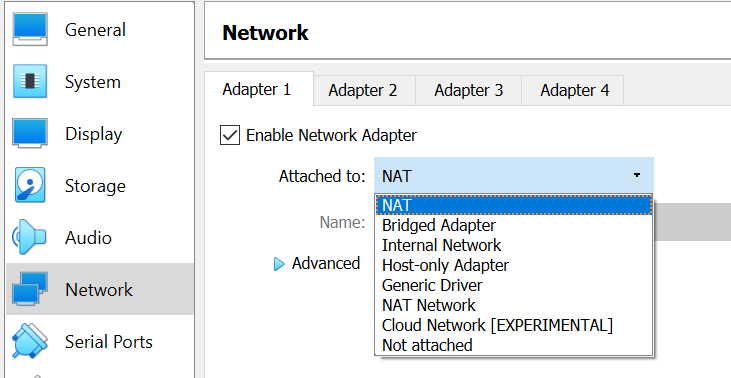 General
System
Display
Storage
Audio
Network
Serial Ports
Network
Adapter 1 Adapter 2 Adapter 3 Adapter 4
Enable Network Adapter
Attached to: NAT
NAT
Name:
Bridged Adapter
Internal Network
Advanced
Host-only Adapter
Generic Driver
NAT Network
Cloud Network [EXPERIMENTAL]
Not attached